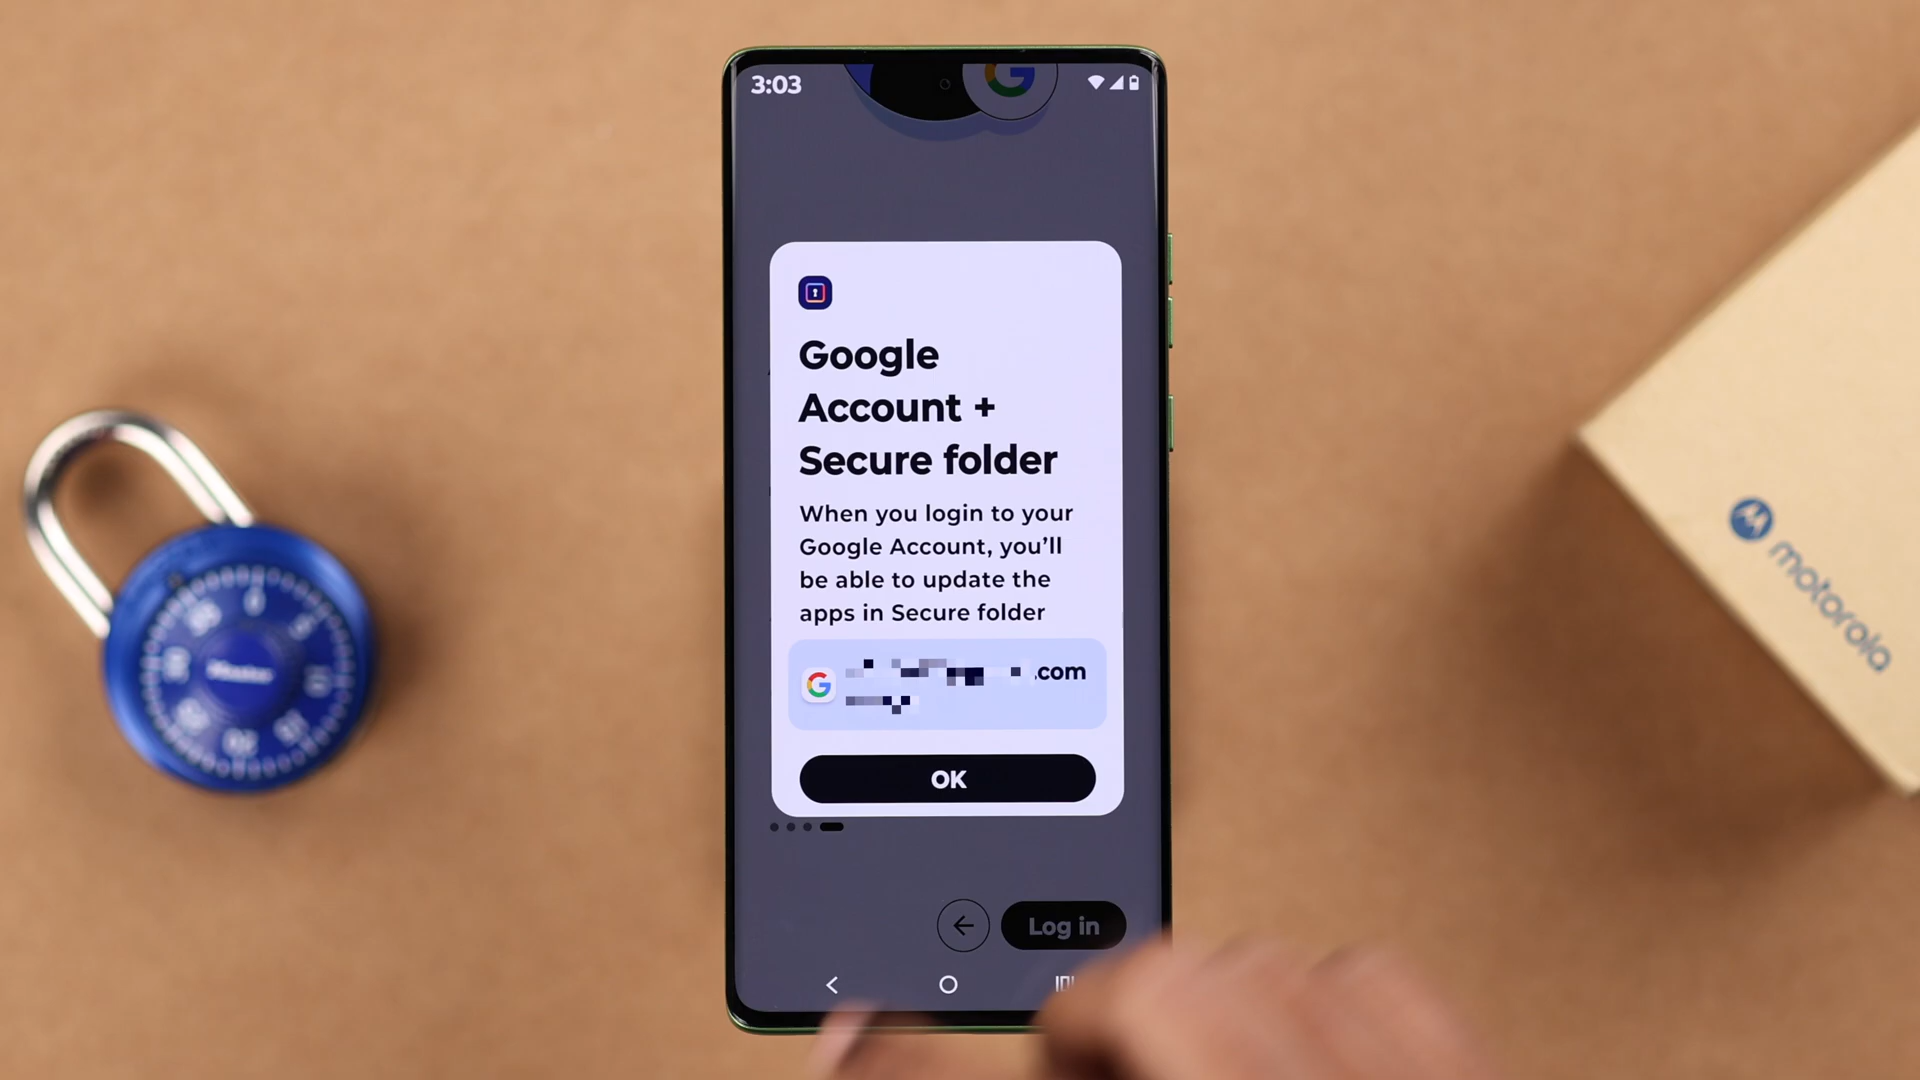 3:03
Google
Account +
Secure folder
When you login to your
Google Account, you’ll
be able to update the
apps in Secure folder
.com
OK
Log in
motorola